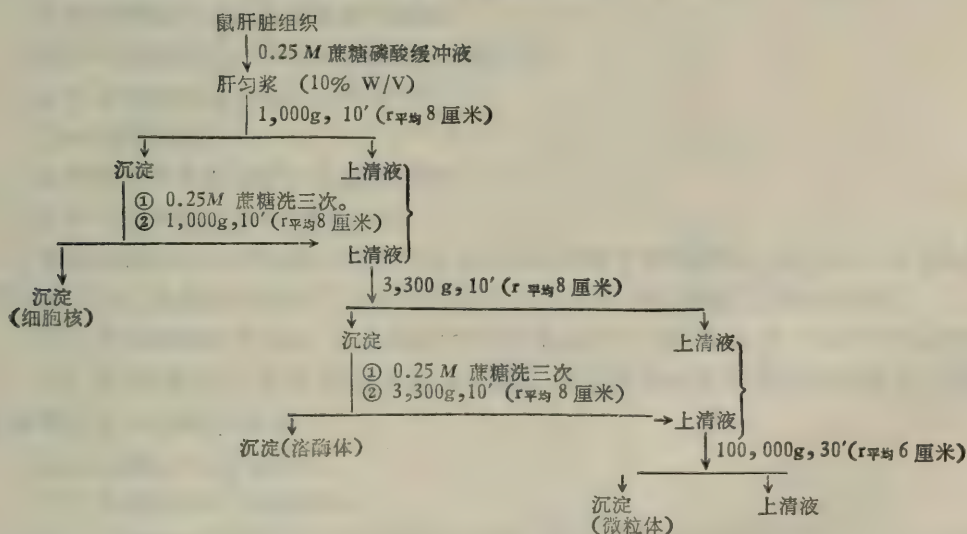 鼠肝脏组织
0.25 M 蔗糖磷酸缓冲液
肝匀浆 (10% W/V)
1,000g, 10′ (r平均 8 厘米)
沉淀 上清液
① 0.25M 蔗糖洗三次。
② 1,000g,10′ (r平均8 厘米)
上清液
沉淀
(细胞核)
3,300 g, 10′ (r 平均8 厘米)
沉淀 上清液
① 0.25 M 蔗糖洗三次
② 3,300g,10′ (r平均 8 厘米)
沉淀(溶酶体) 上清液
100,000g, 30′(r平均 6 厘米)
沉淀 上清液
(微粒体)